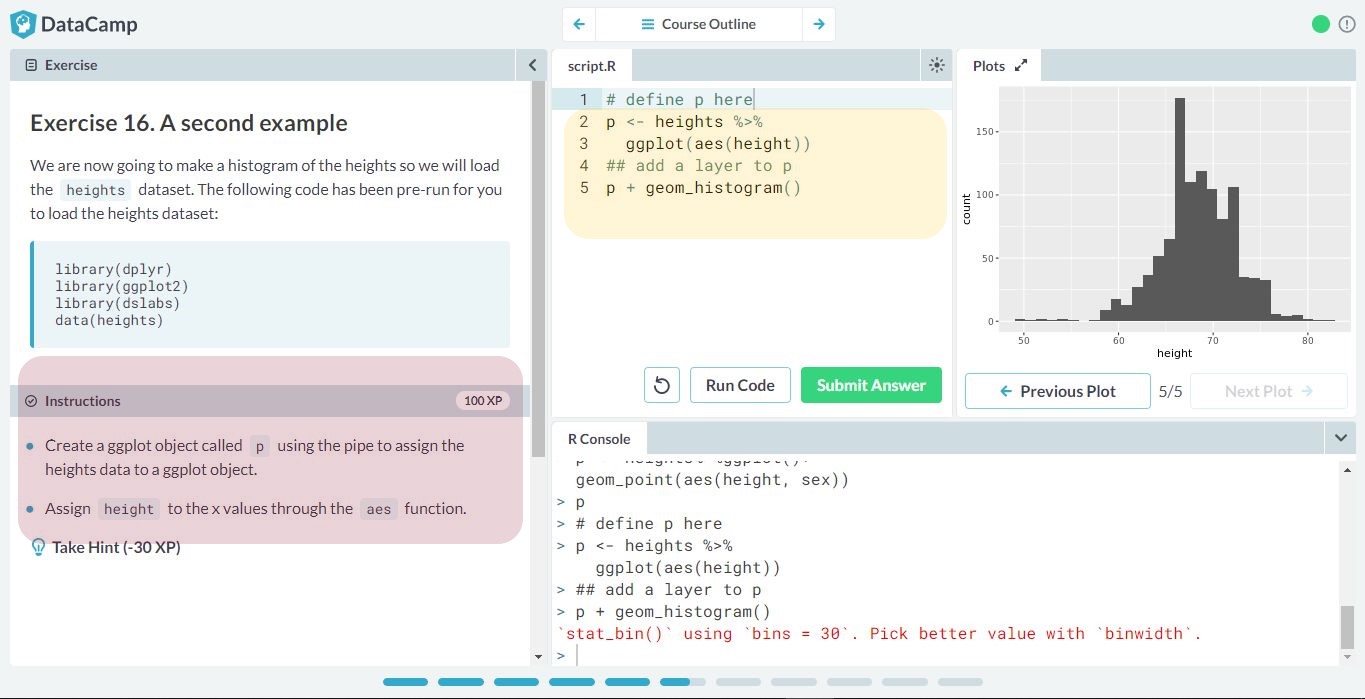 DataCamp
Course Outline
Exercise
Exercise 16. A second example
We are now going to make a histogram of the heights so we will load
the heights dataset. The following code has been pre-run for you
to load the heights dataset:
library(dplyr)
library(ggplot2)
library(dslabs)
data(heights)
Instructions
100 XP
Create a ggplot object called p using the pipe to assign the
heights data to a ggplot object.
Assign height to the x values through the aes function.
Take Hint (-30 XP)
script.R
1 # define p here
2 p <- heights %>%
3 ggplot(aes(height))
4 ## add a layer to p
5 p + geom_histogram()
Run Code
Submit Answer
Plots
150
100
50
0
count
50 60 70 80
height
Previous Plot
5/5
Next Plot
R Console
geom_point(aes(height, sex))
> p
> # define p here
> p <- heights %>%
ggplot(aes(height))
> ## add a layer to p
> p + geom_histogram()
`stat_bin()` using `bins = 30`. Pick better value with `binwidth`.
>